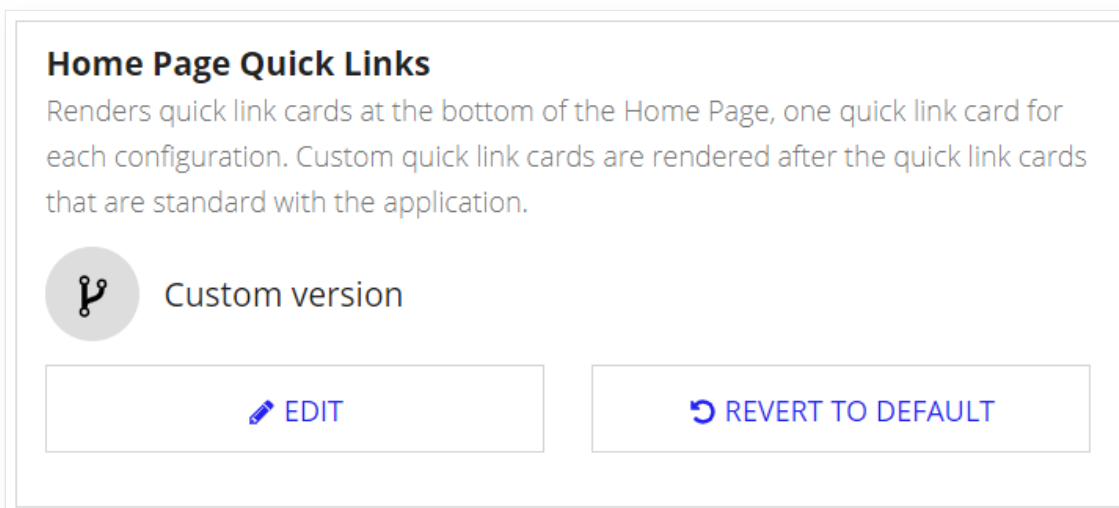 Home Page Quick Links
Renders quick link cards at the bottom of the Home Page, one quick link card for
each configuration. Custom quick link cards are rendered after the quick link cards
that are standard with the application.
Custom version
EDIT
REVERT TO DEFAULT